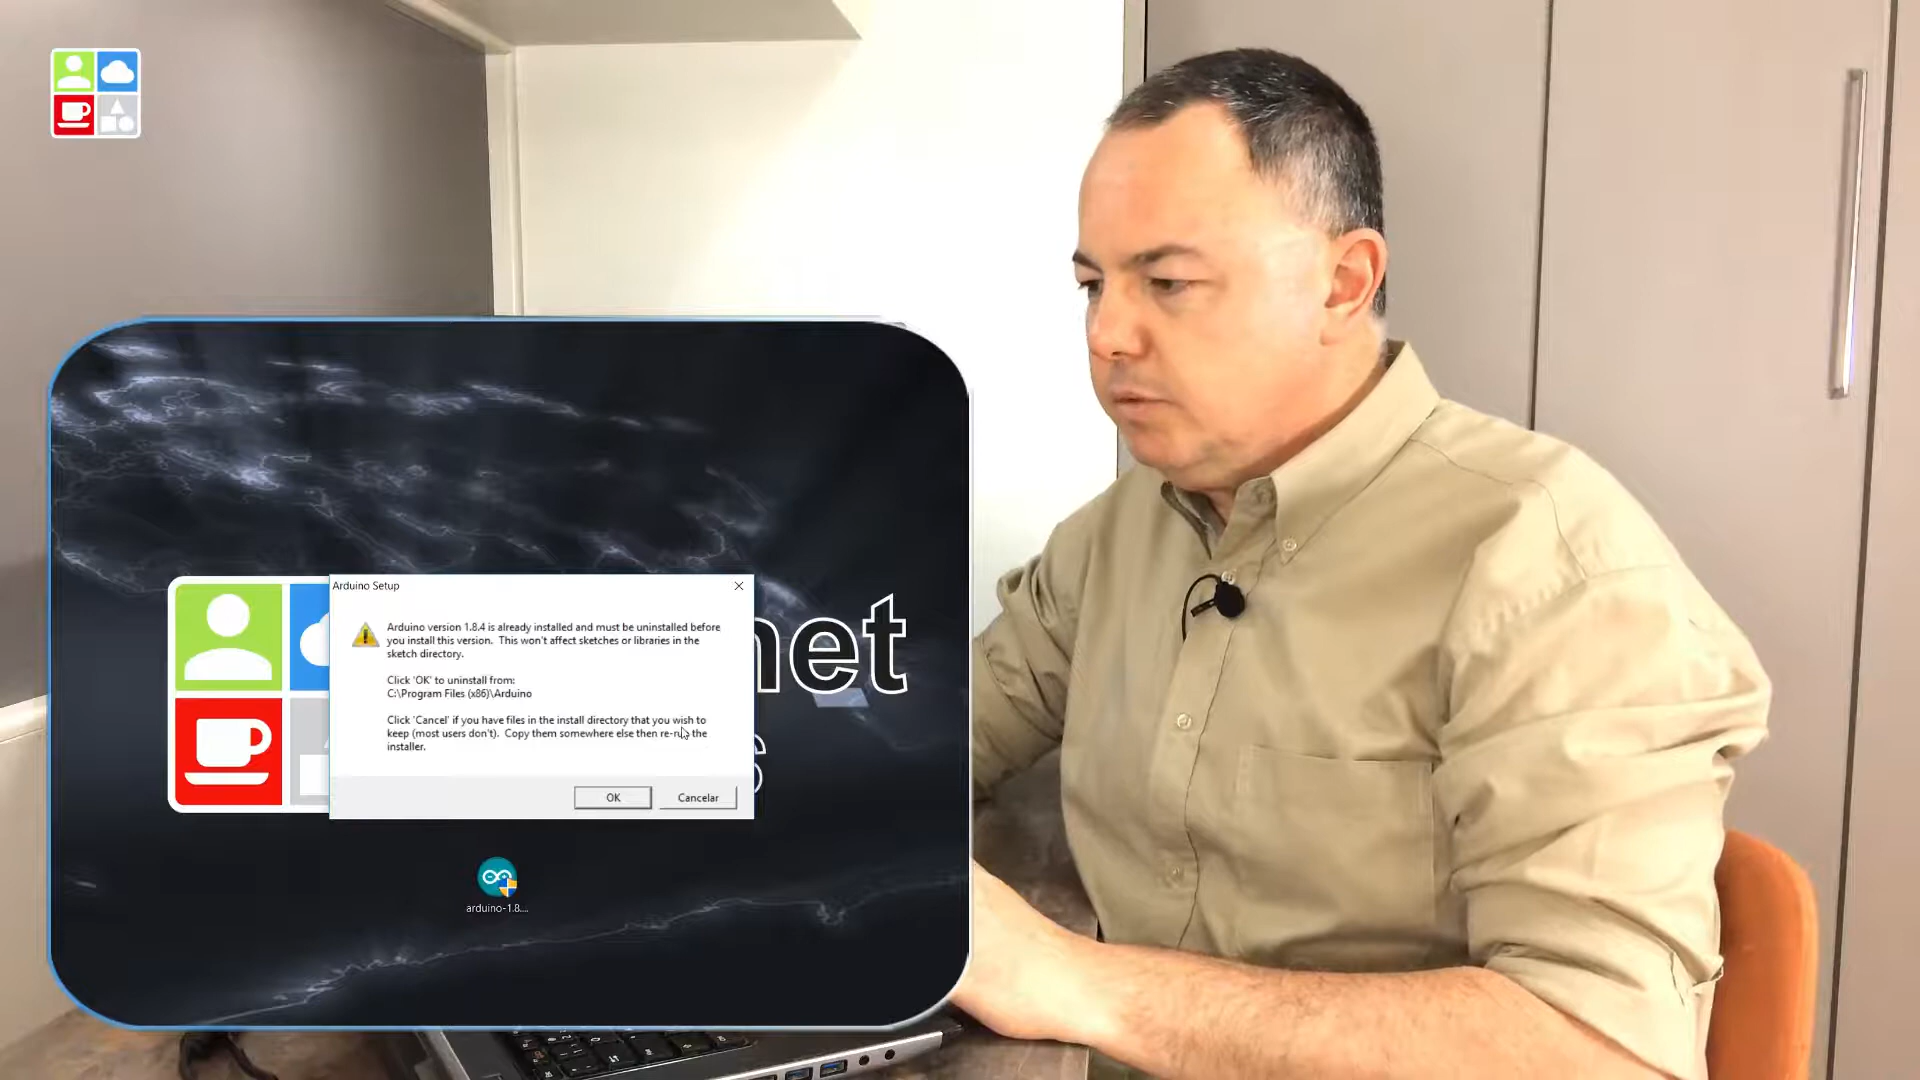 Arduino Setup
Arduino version 1.8.4 is already installed and must be uninstalled before
you install this version. This won't affect sketches or libraries in the
sketch directory.
Click 'OK' to uninstall from:
C:\Program Files (x86)\Arduino
Click 'Cancel' if you have files in the install directory that you wish to
keep (most users don't). Copy them somewhere else then re-run the
installer.
OK
Cancelar
net
arduino-1.8....